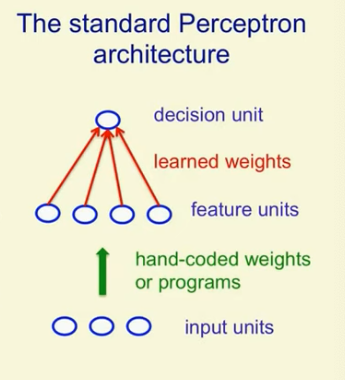 The standard Perceptron
architecture
decision unit
learned weights
feature units
hand-coded weights
or programs
input units